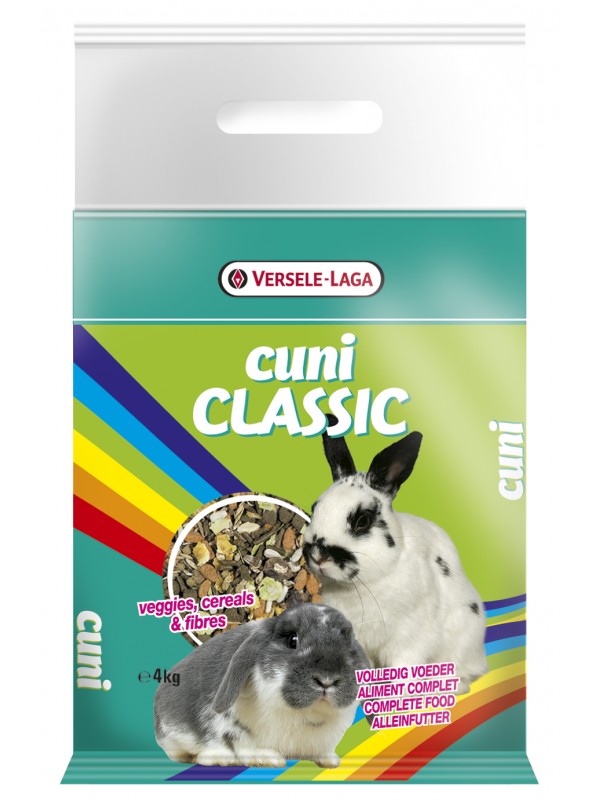 VERSELE-LAGA
cuni
CLASSIC
cuni
veggies, cereals
& fibres
cuni
℮4kg
VOLLEDIG VOEDER
ALIMENT COMPLET
COMPLETE FOOD
ALLEINFUTTER